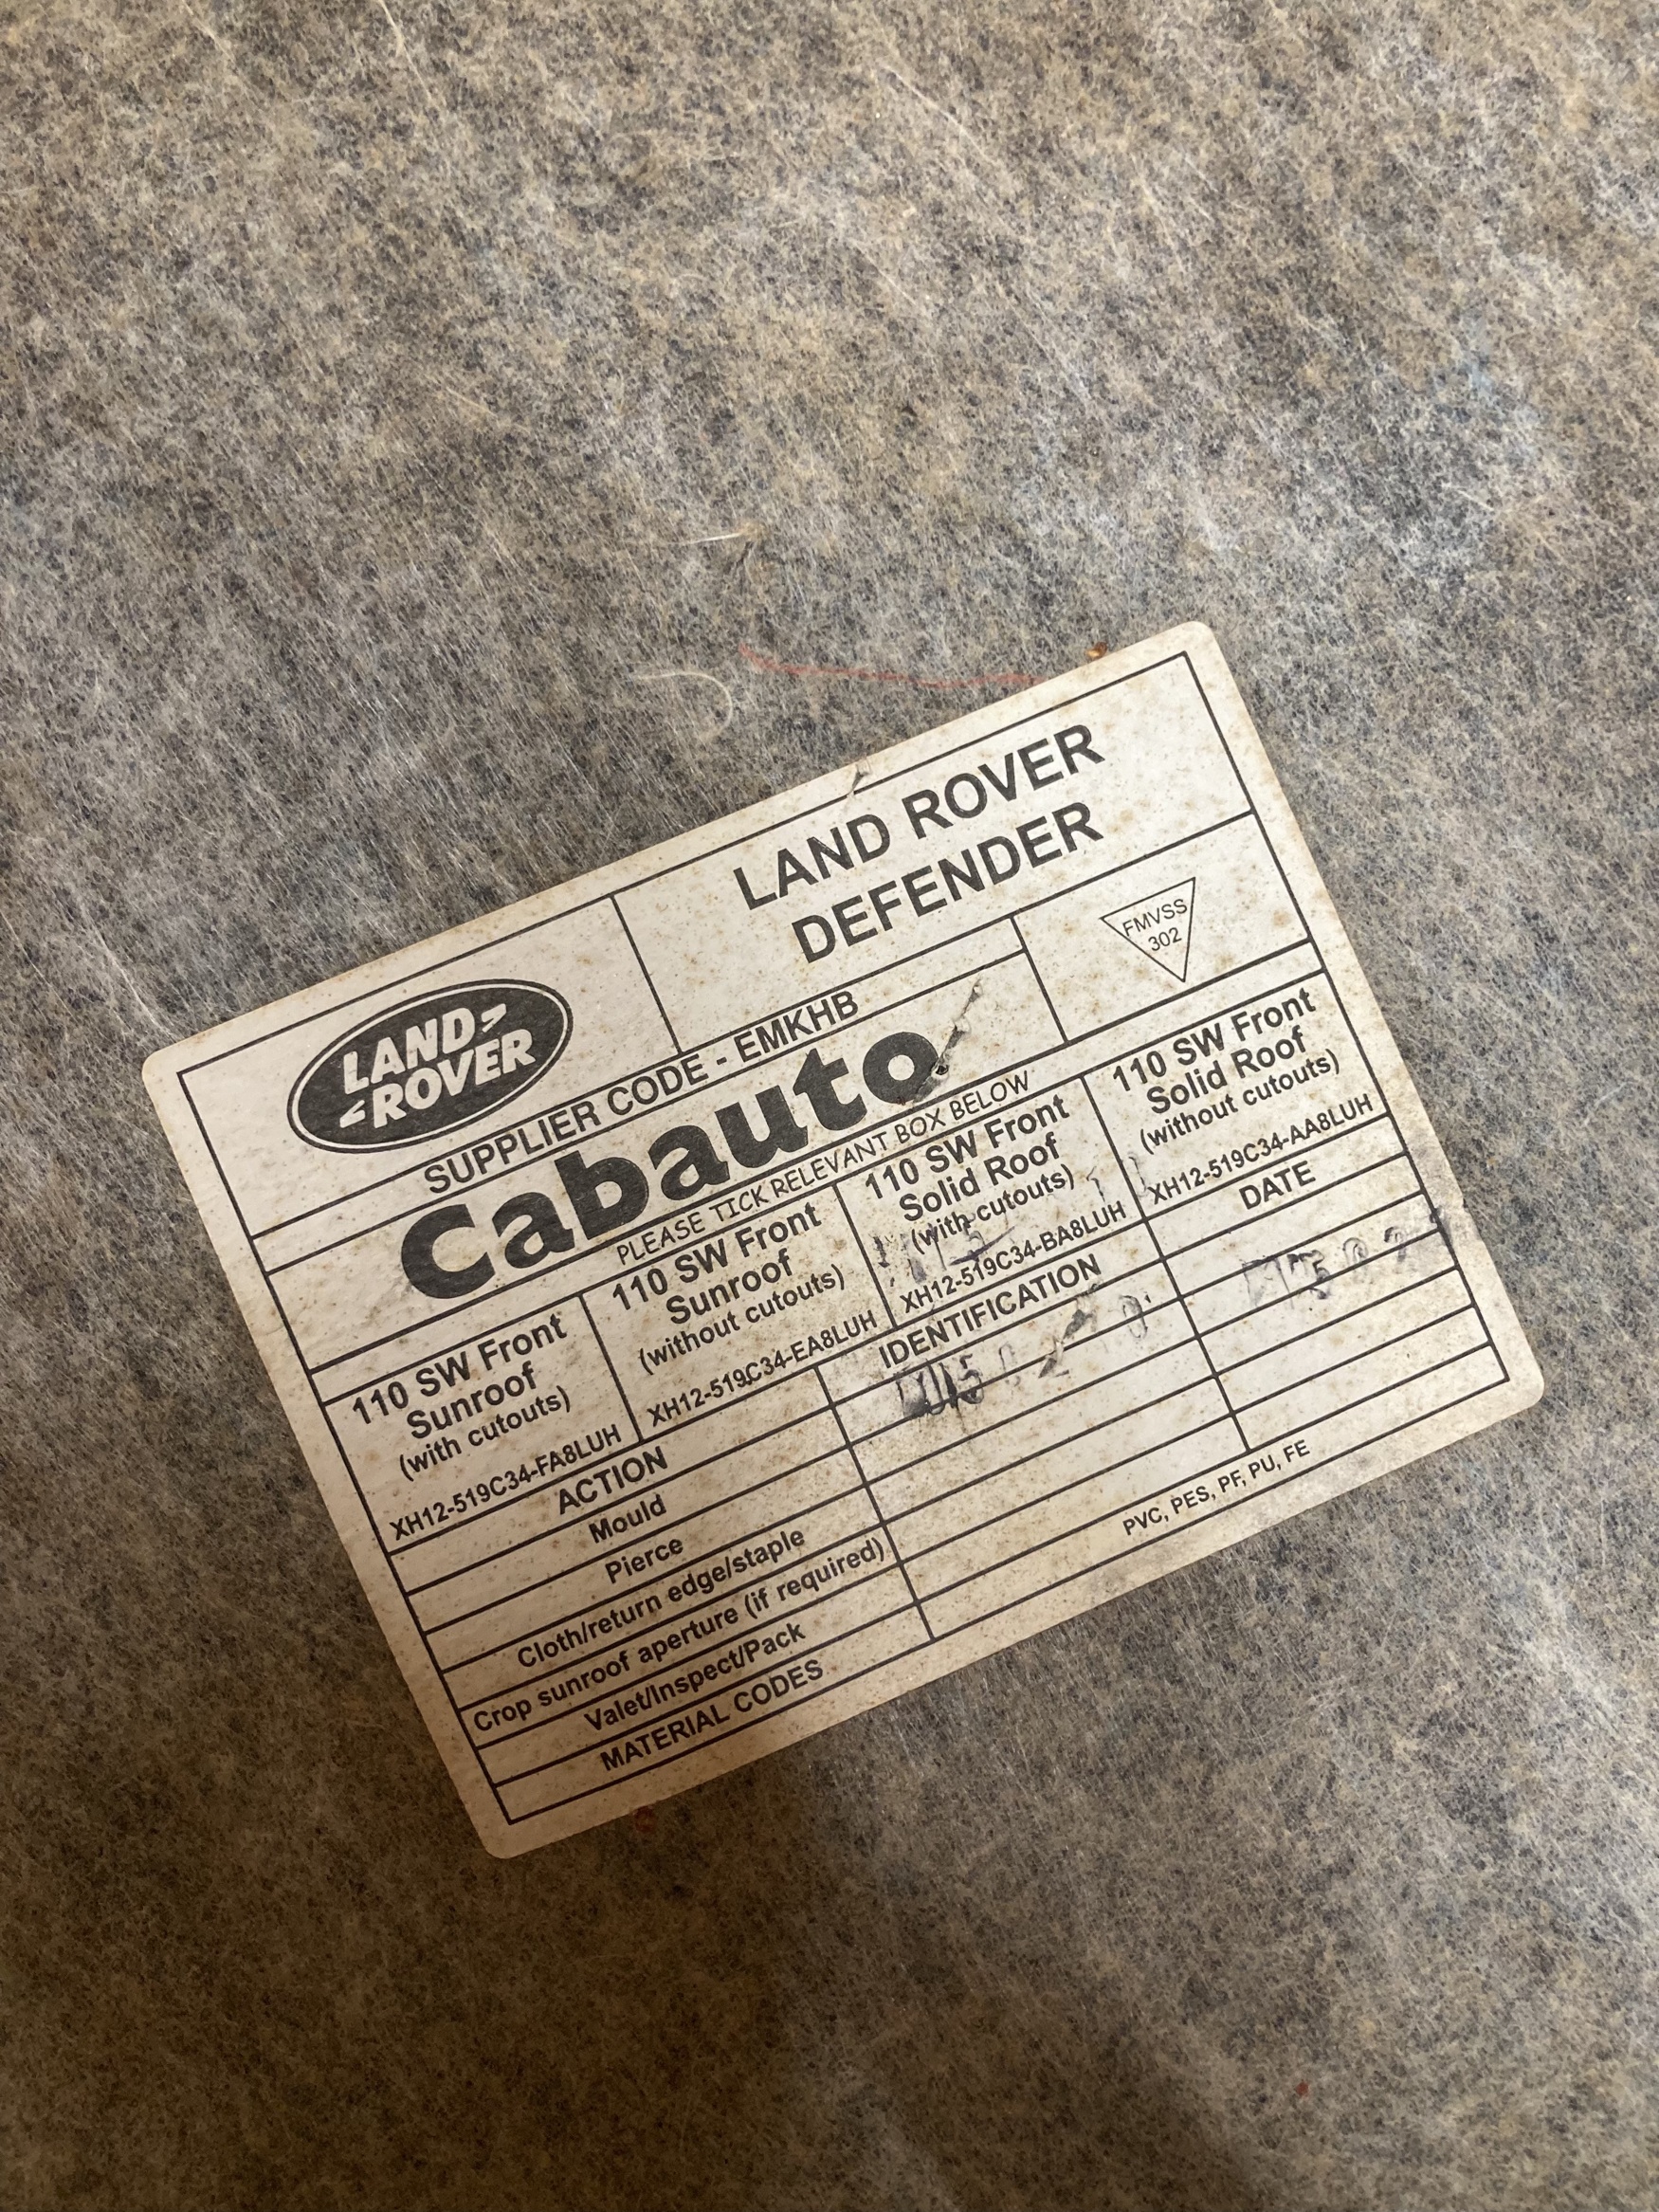 LAND
ROVER
LAND ROVER
DEFENDER
SUPPLIER CODE - EMKHB
FMVSS
302
Cabauto
PLEASE TICK RELEVANT BOX BELOW
110 SW Front
Sunroof
(with cutouts)
XH12-519C34-FA8LUH
110 SW Front
Sunroof
(without cutouts)
XH12-519C34-EA8LUH
110 SW Front
Solid Roof
(with cutouts)
XH12-519C34-BA8LUH
110 SW Front
Solid Roof
(without cutouts)
XH12-519C34-AA8LUH
ACTION
IDENTIFICATION
DATE
Mould
Pierce
Cloth/return edge/staple
Crop sunroof aperture (if required)
Valet/Inspect/Pack
MATERIAL CODES
PVC, PES, PF, PU, FE